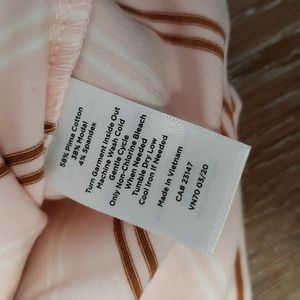 58% Pima Cotton
38% Modal
4% Spandex
Turn Garment Inside Out
Machine Wash Cold
Gentle Cycle
Only Non-Chlorine Bleach
When Needed
Tumble Dry Low
Cool Iron If Needed
Made in Vietnam
CA# 23147
VN70 03/20